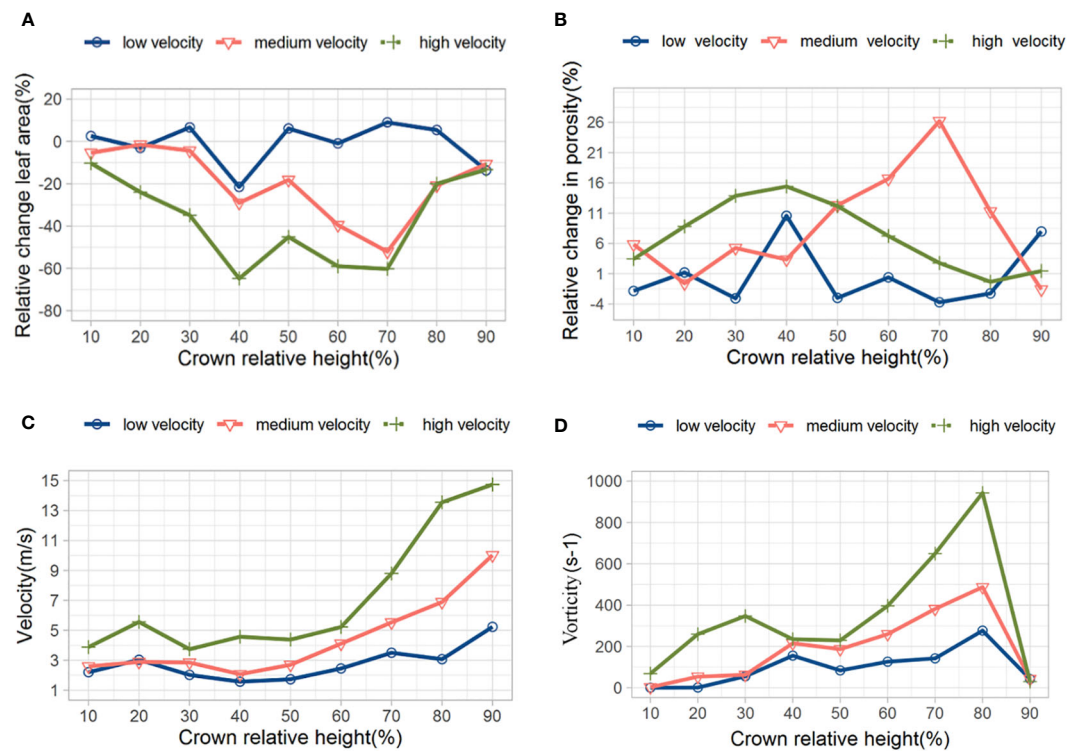 A
low velocity medium velocity high velocity
Relative change leaf area(%)
20
0
-20
-40
-60
-80
10 20 30 40 50 60 70 80 90
Crown relative height(%)
B
low velocity medium velocity high velocity
Relative change in porosity(%)
26
21
16
11
6
1
-4
10 20 30 40 50 60 70 80 90
Crown relative height(%)
C
low velocity medium velocity high velocity
Velocity(m/s)
15
13
11
9
7
5
3
1
10 20 30 40 50 60 70 80 90
Crown relative height(%)
D
low velocity medium velocity high velocity
Vorticity (s-1)
1000
800
600
400
200
0
10 20 30 40 50 60 70 80 90
Crown relative height(%)